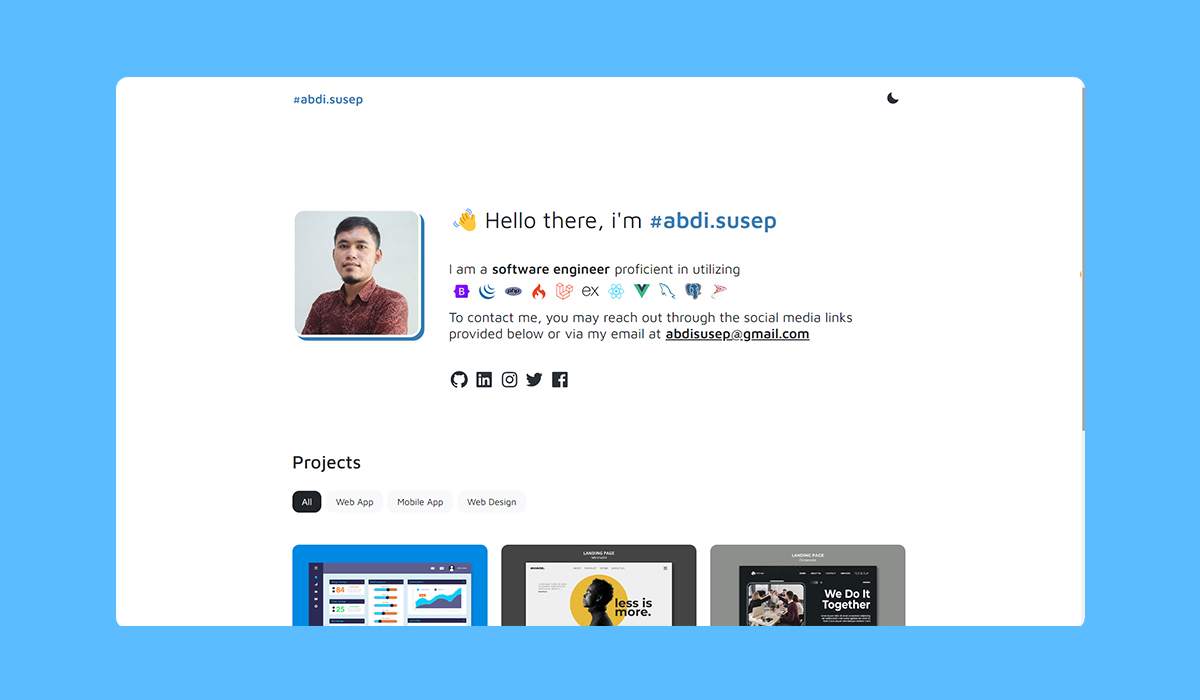 #abdi.susep
👋 Hello there, i'm #abdi.susep
I am a software engineer proficient in utilizing
B php ex
To contact me, you may reach out through the social media links
provided below or via my email at abdisusep@gmail.com
in
Projects
All Web App Mobile App Web Design
84
25
LANDING PAGE
Minimalist
less is
more.
LANDING PAGE
We Do It
Together